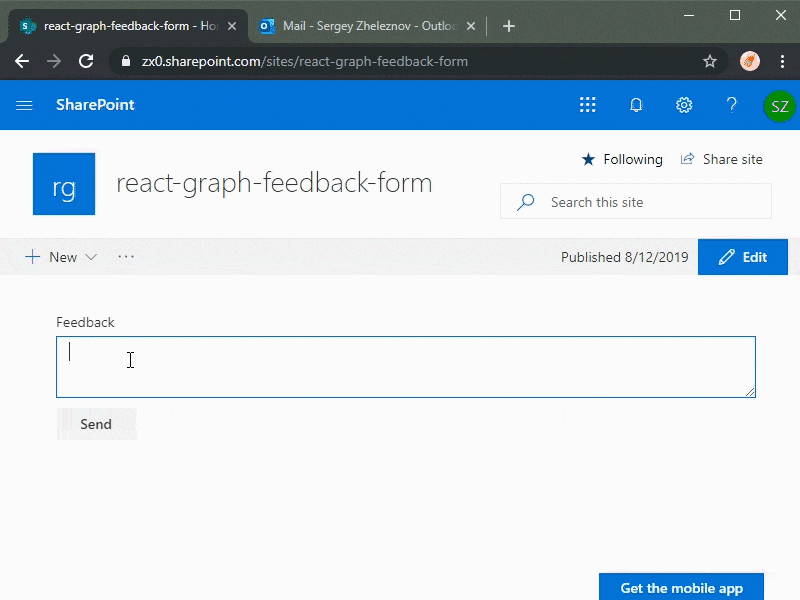 react-graph-feedback-form - Ho
Mail - Sergey Zheleznov - Outlo
zx0.sharepoint.com/sites/react-graph-feedback-form
SharePoint
?
SZ
rg
react-graph-feedback-form
Following
Share site
Search this site
New
Published 8/12/2019
Edit
Feedback
Send
Get the mobile app